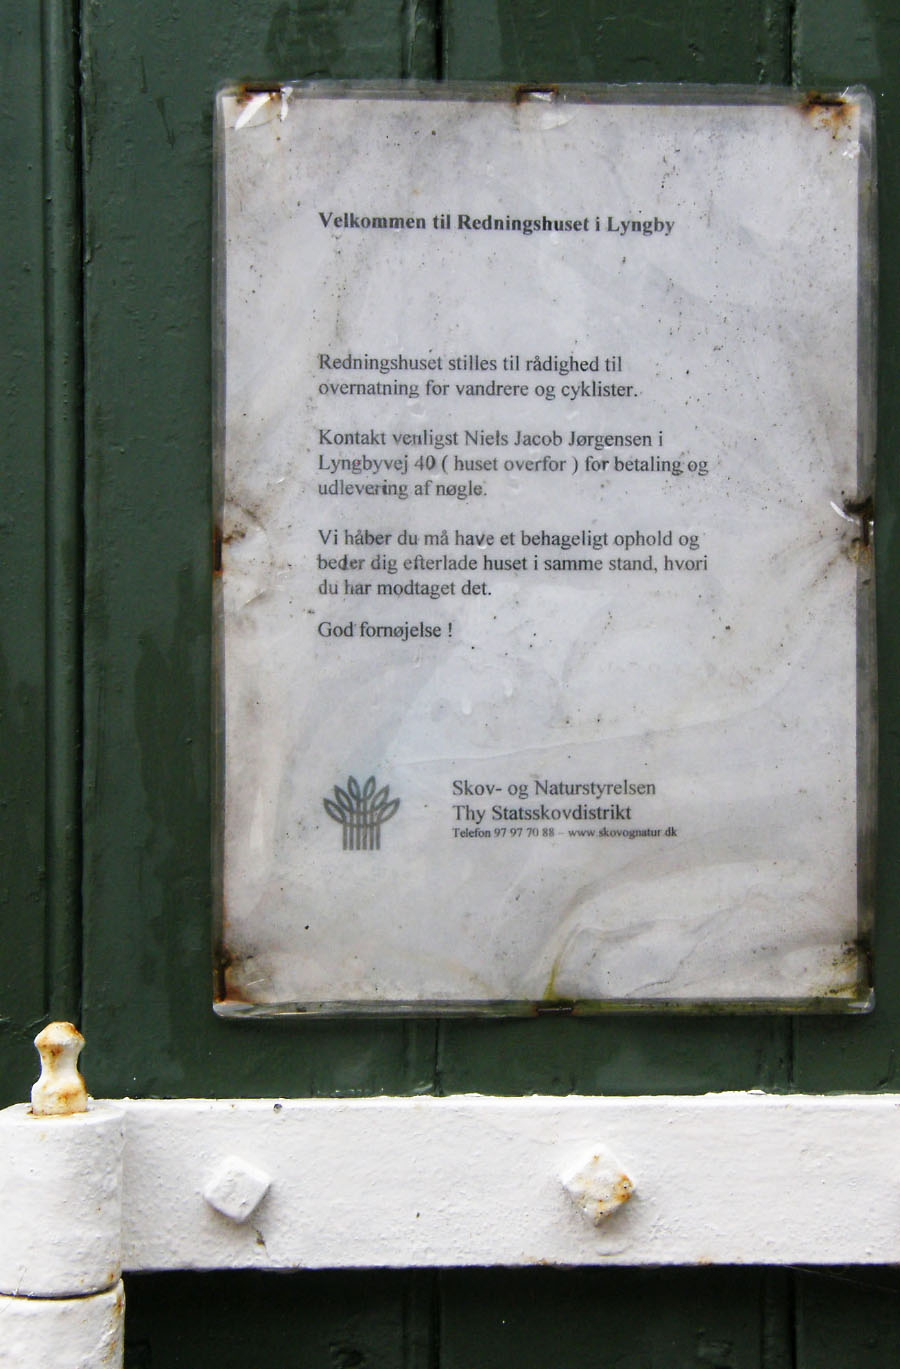 Velkommen til Redningshuset i Lyngby
Redningshuset stilles til rådighed til
overnatning for vandrere og cyklister.
Kontakt venligst Niels Jacob Jørgensen i
Lyngbyvej 40 ( huset overfor ) for betaling og
udlevering af nøgle.
Vi håber du må have et behageligt ophold og
beder dig efterlade huset i samme stand, hvori
du har modtaget det.
God fornøjelse !
Skov- og Naturstyrelsen
Thy Statsskovdistrikt
Telefon 97 97 70 88 – www.skovognatur.dk